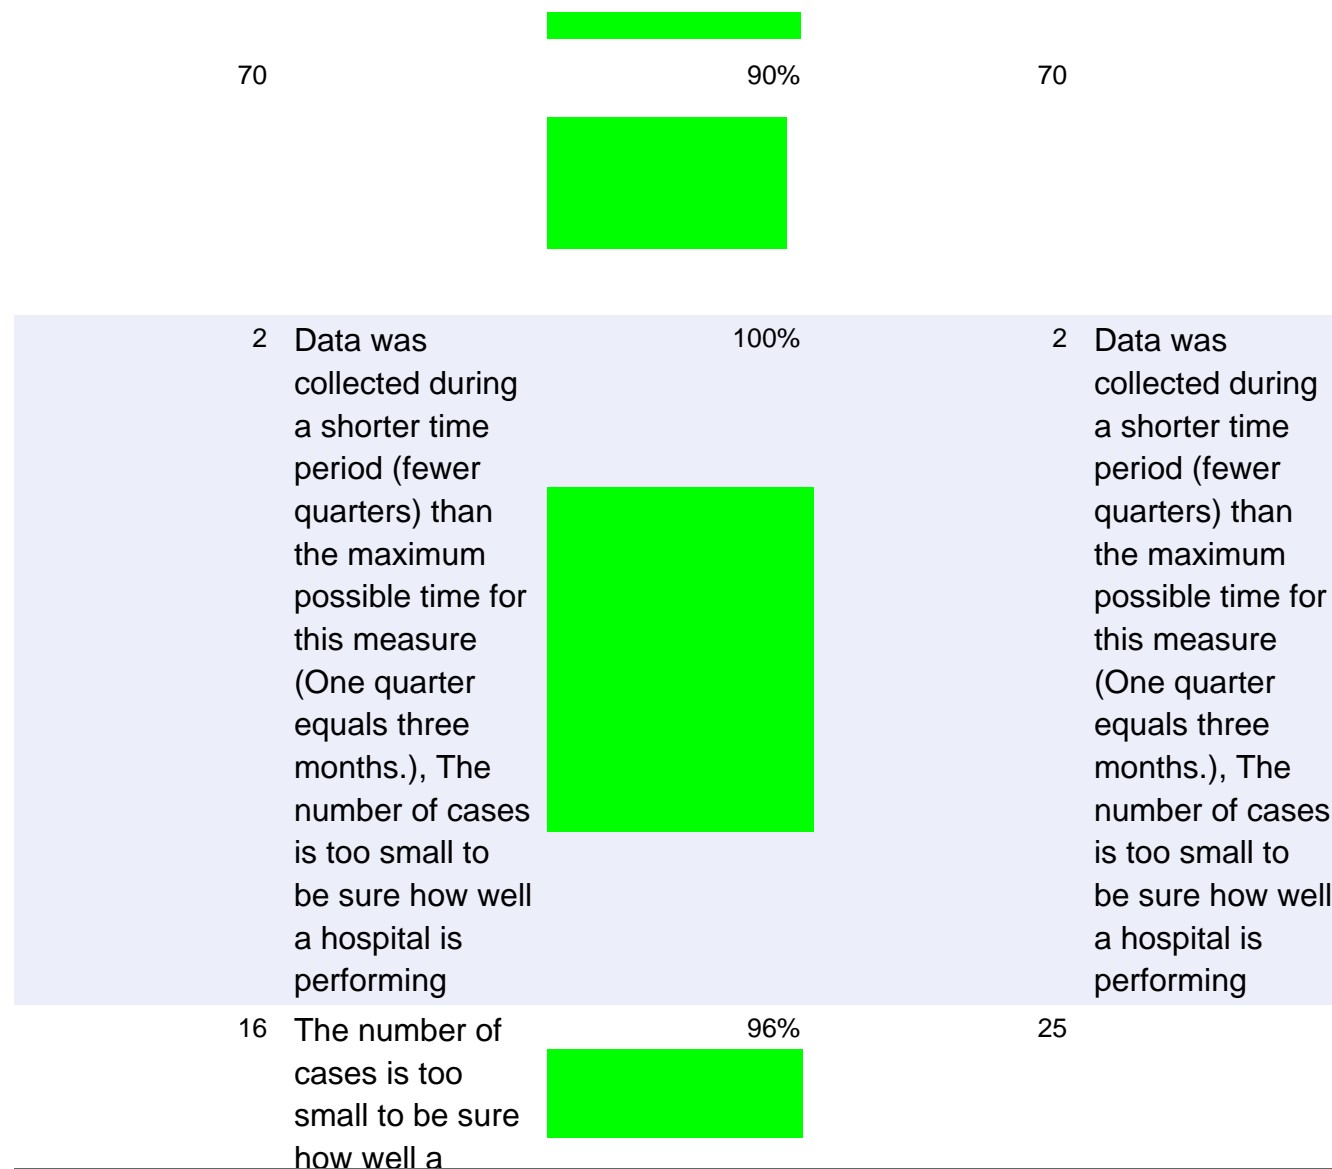 70 90% 70
2 Data was 100% 2 Data was
collected during collected during
a shorter time a shorter time
period (fewer period (fewer
quarters) than quarters) than
the maximum the maximum
possible time for possible time for
this measure this measure
(One quarter (One quarter
equals three equals three
months.), The months.), The
number of cases number of cases
is too small to is too small to
be sure how well be sure how well
a hospital is a hospital is
performing performing
16 The number of 96% 25
cases is too
small to be sure
how well a